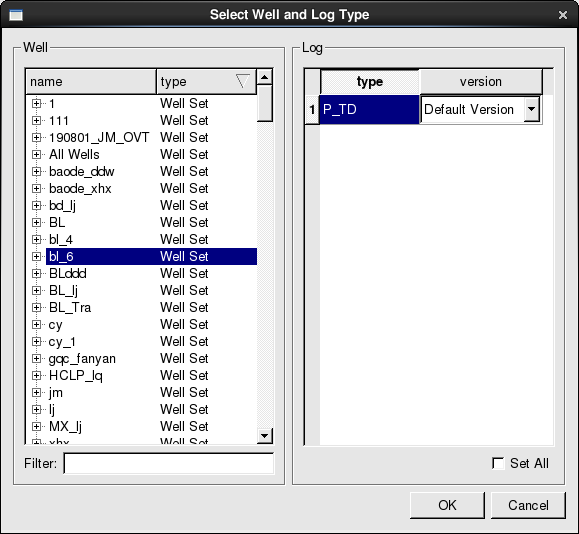 Select Well and Log Type
Well
name type
1 Well Set
111 Well Set
190801_JM_OVT Well Set
All Wells Well Set
baode_ddw Well Set
baode_xhx Well Set
bd_lj Well Set
BL Well Set
bl_4 Well Set
bl_6 Well Set
BLddd Well Set
BL_lj Well Set
BL_Tra Well Set
cy Well Set
cy_1 Well Set
gqc_fanyan Well Set
HCLP_lq Well Set
jm Well Set
lj Well Set
MX_lj Well Set
xhx Well Set
Filter:
Log
type version
1 P_TD Default Version
Set All
OK Cancel